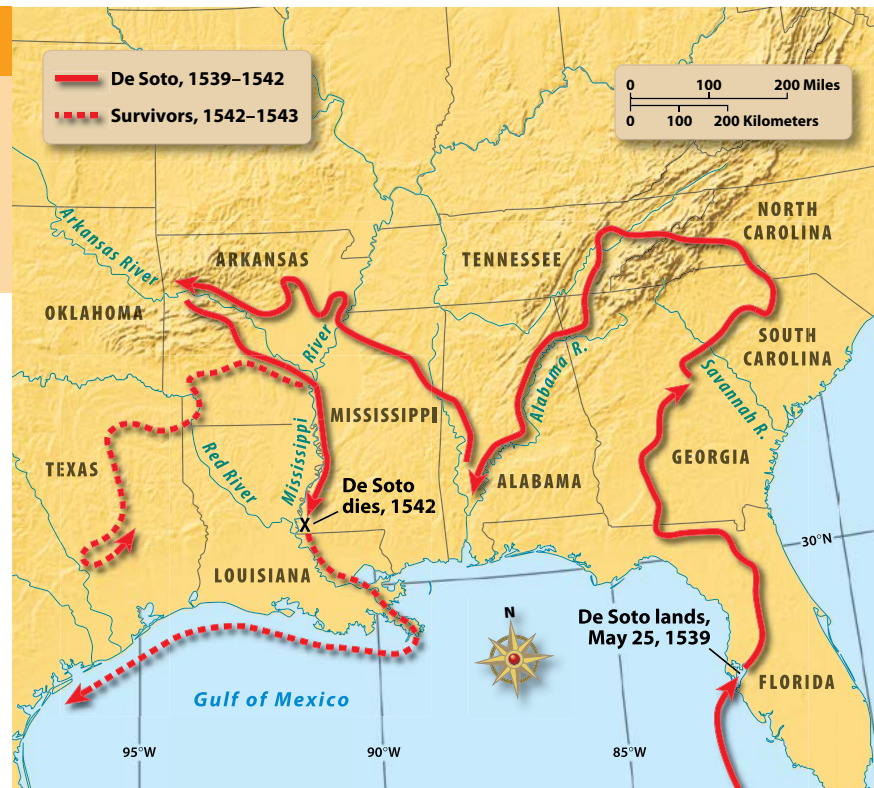 De Soto, 1539–1542
Survivors, 1542–1543
0 100 200 Miles
0 100 200 Kilometers
NORTH
CAROLINA
Arkansas River
ARKANSAS
TENNESSEE
OKLAHOMA
River
Alabama R.
SOUTH
CAROLINA
Savannah R.
MISSISSIPPI
Mississippi
TEXAS
Red River
GEORGIA
ALABAMA
De Soto
dies, 1542
X
30°N
LOUISIANA
N
De Soto lands,
May 25, 1539
FLORIDA
Gulf of Mexico
95°W
90°W
85°W